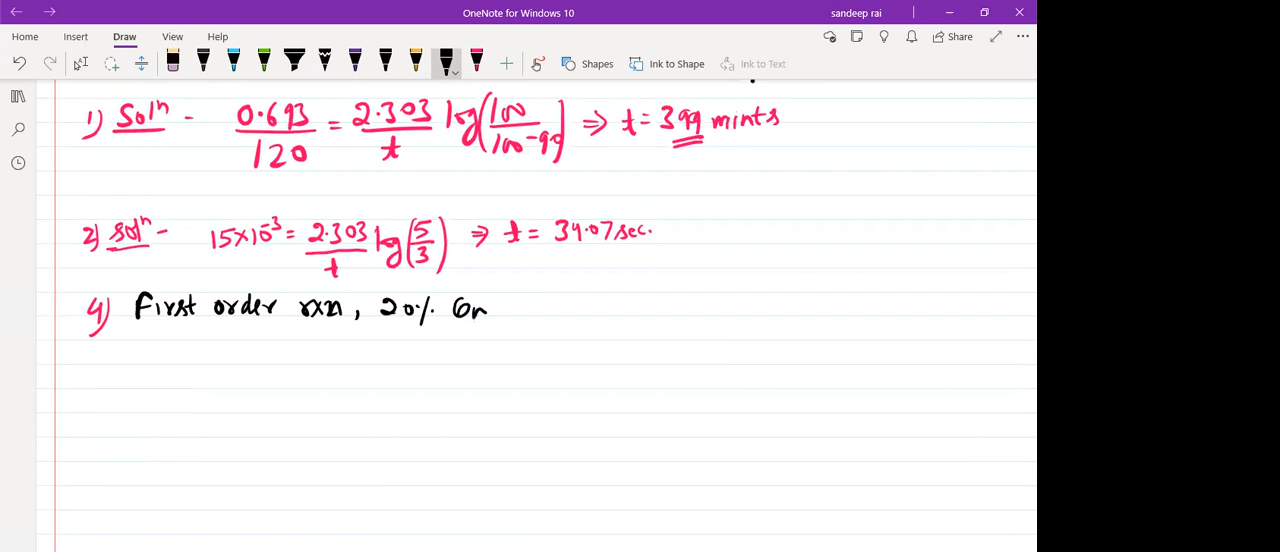 OneNote for Windows 10
sandeep rai
Home Insert Draw View Help
Share
Shapes Ink to Shape Ink to Text
1) Solⁿ - 0.693/120 = 2.303/t log(100/100-90) ⇒ t = 399 mints
2) Solⁿ - 15×10⁻³ = 2.303/t log(5/3) ⇒ t = 34.07 sec.
4) First order rxn, 20%